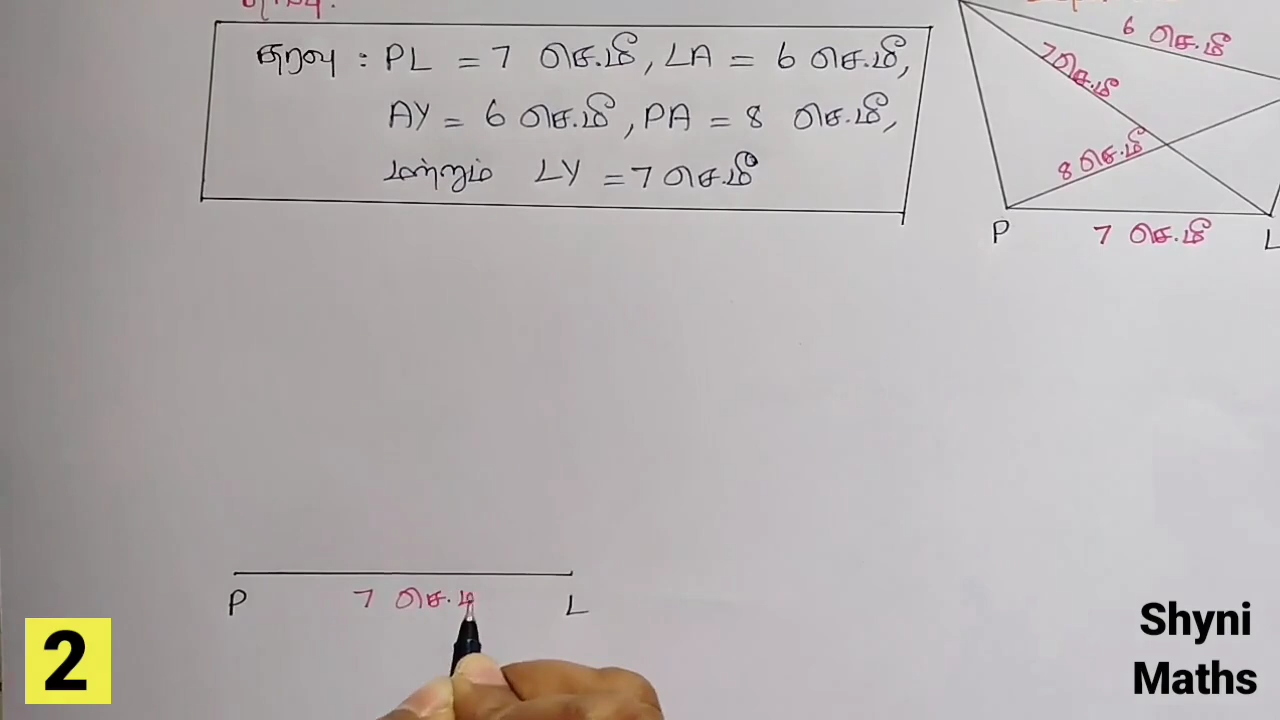 தரவு : PL = 7 செ.மீ, LA = 6 செ.மீ,
AY = 6 செ.மீ, PA = 8 செ.மீ,
மற்றும் LY = 7 செ.மீ
6 செ.மீ
7 செ.மீ
8 செ.மீ
P
7 செ.மீ
L
P 7 செ.மி L
2
Shyni
Maths